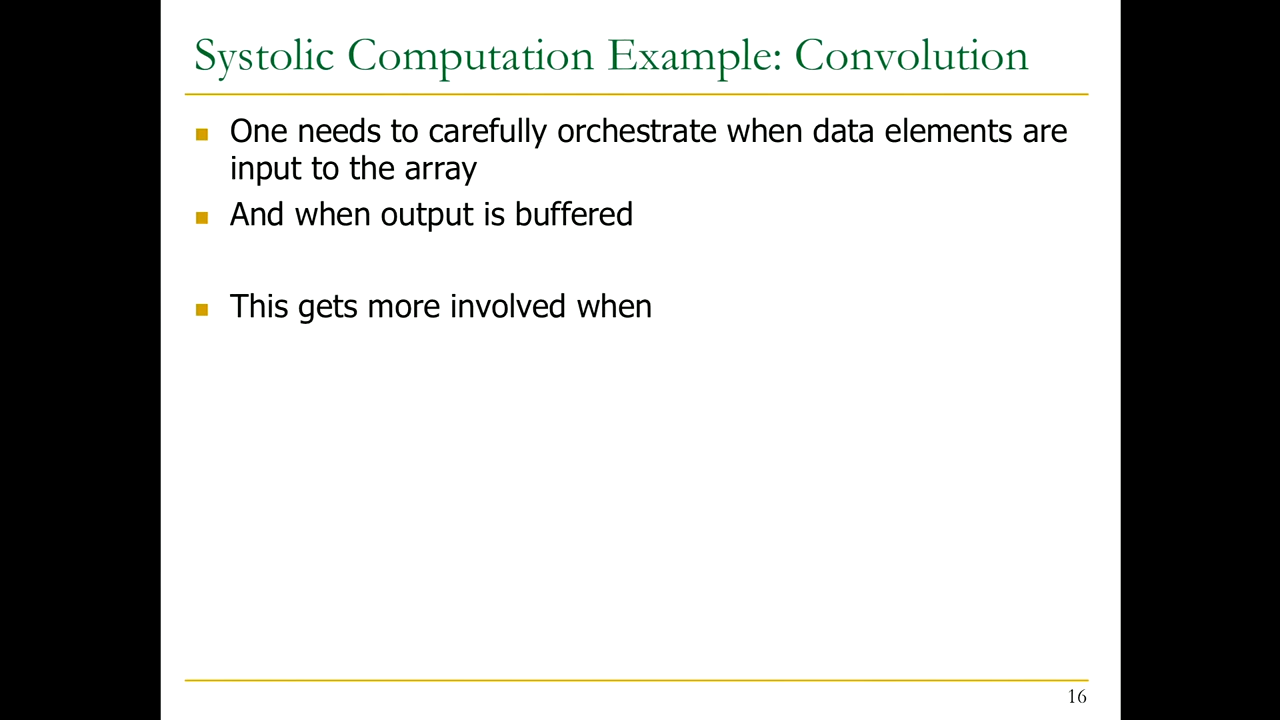 Systolic Computation Example: Convolution
One needs to carefully orchestrate when data elements are
input to the array
And when output is buffered
This gets more involved when
16